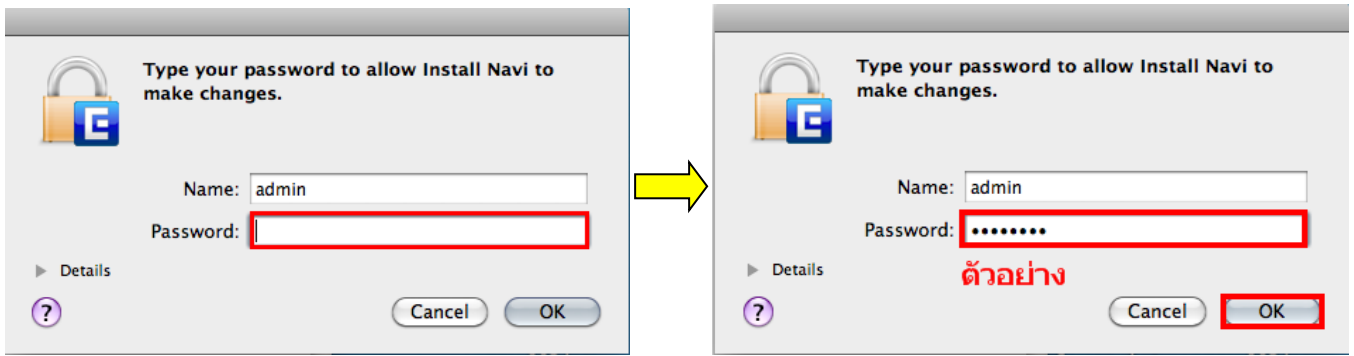 Type your password to allow Install Navi to
make changes.
Name: admin
Password:
Details
?
Cancel
OK
Type your password to allow Install Navi to
make changes.
Name: admin
Password: ••••••••
Details
ตัวอย่าง
?
Cancel
OK